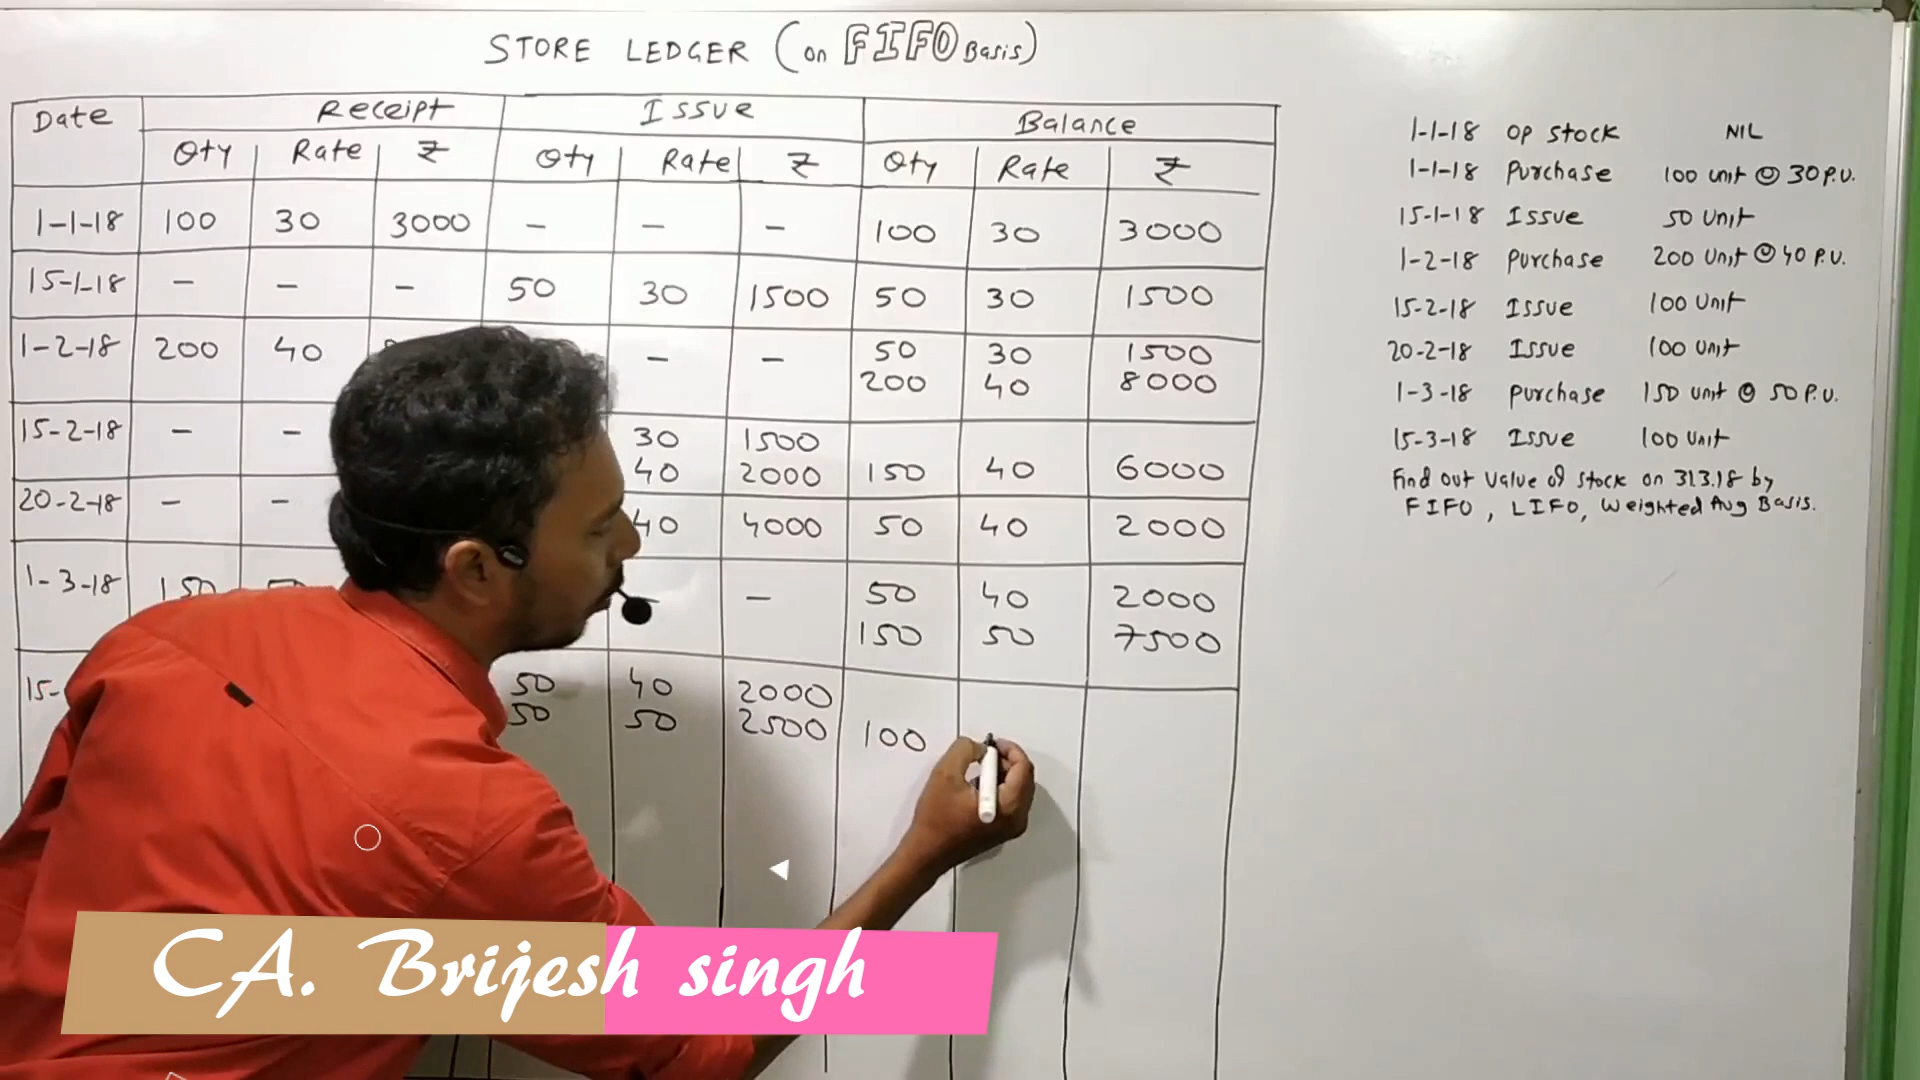 STORE LEDGER (on FIFO Basis)
Date Receipt Issue Balance
Qty Rate ₹ Qty Rate ₹ Qty Rate ₹
1-1-18 100 30 3000 - - - 100 30 3000
15-1-18 - - - 50 30 1500 50 30 1500
1-2-18 200 40 - - 50 30 1500
200 40 8000
15-2-18 - - 30 1500
40 2000 150 40 6000
20-2-18 - - 40 4000 50 40 2000
1-3-18 150 - - 50 40 2000
150 50 7500
15- 50 40 2000
50 50 2500 100
1-1-18 OP Stock NIL
1-1-18 Purchase 100 unit @ 30 P.U.
15-1-18 Issue 50 Unit
1-2-18 Purchase 200 Unit @ 40 P.U.
15-2-18 Issue 100 Unit
20-2-18 Issue 100 Unit
1-3-18 Purchase 150 Unit @ 50 P.U.
15-3-18 Issue 100 Unit
Find out Value of Stock on 31.3.18 by
FIFO, LIFO, Weighted Avg Basis.
CA. Brijesh singh